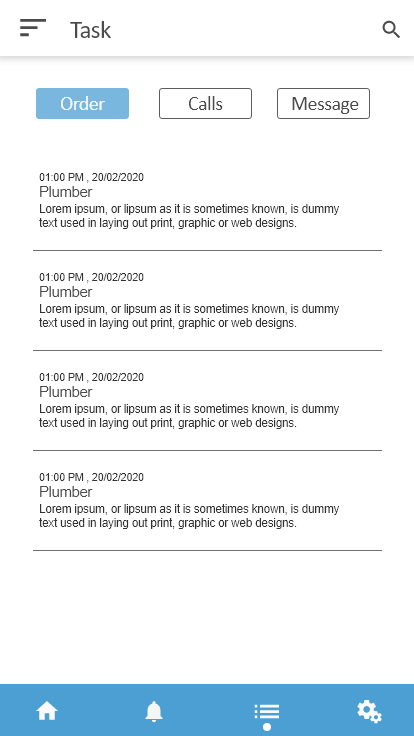 Task
Order
Calls
Message
01:00 PM , 20/02/2020
Plumber
Lorem ipsum, or lipsum as it is sometimes known, is dummy
text used in laying out print, graphic or web designs.
01:00 PM , 20/02/2020
Plumber
Lorem ipsum, or lipsum as it is sometimes known, is dummy
text used in laying out print, graphic or web designs.
01:00 PM , 20/02/2020
Plumber
Lorem ipsum, or lipsum as it is sometimes known, is dummy
text used in laying out print, graphic or web designs.
01:00 PM , 20/02/2020
Plumber
Lorem ipsum, or lipsum as it is sometimes known, is dummy
text used in laying out print, graphic or web designs.